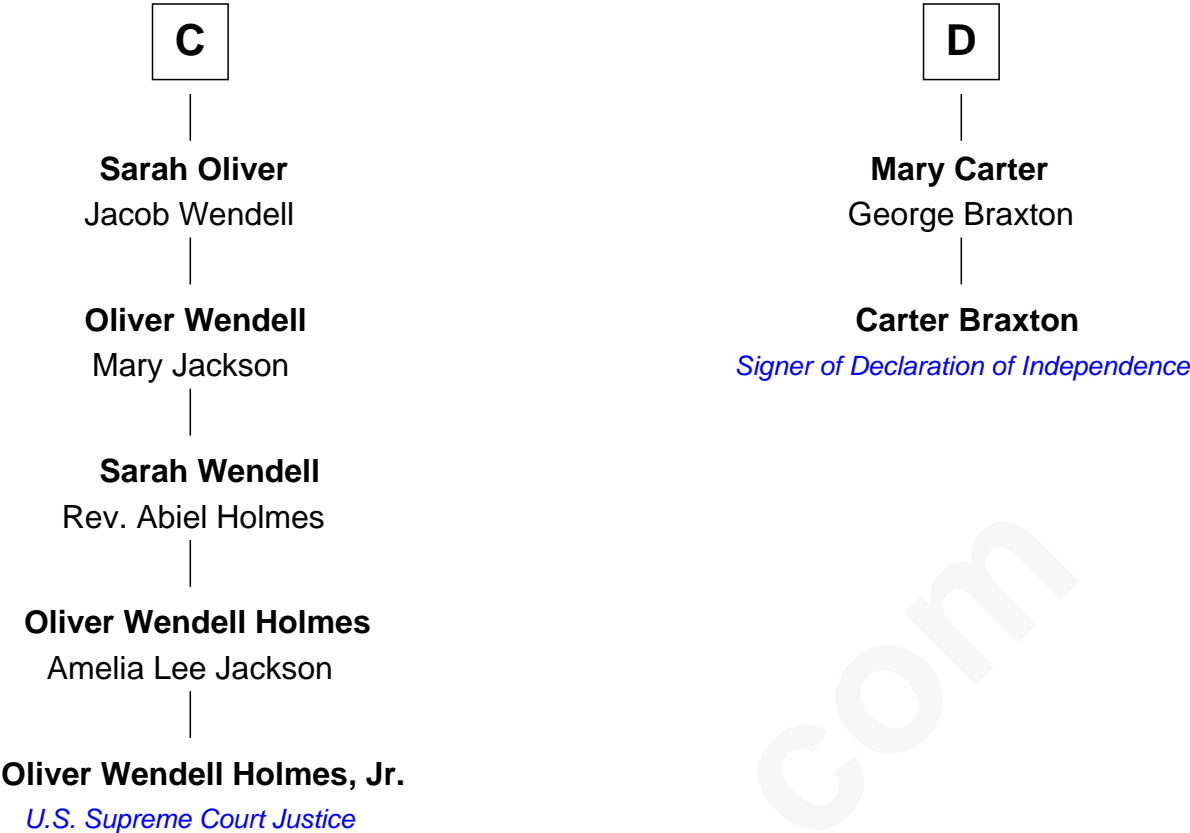 C
Sarah Oliver
Jacob Wendell
Oliver Wendell
Mary Jackson
Sarah Wendell
Rev. Abiel Holmes
Oliver Wendell Holmes
Amelia Lee Jackson
Oliver Wendell Holmes, Jr.
U.S. Supreme Court Justice
D
Mary Carter
George Braxton
Carter Braxton
Signer of Declaration of Independence
com